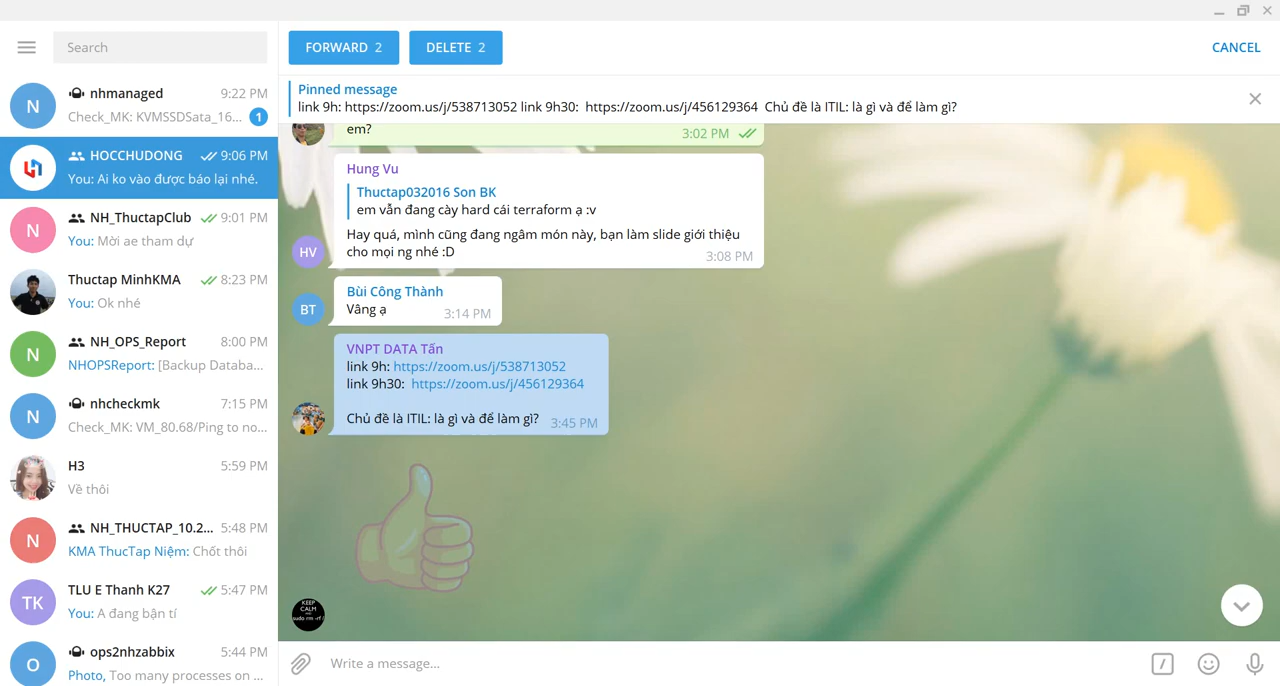 Search
N
nhmanaged
9:22 PM
Check_MK: KVMSSDSata_16...
1
HOCCHUDONG
9:06 PM
You: Ai ko vào được báo lại nhé.
N
NH_ThuctapClub
9:01 PM
You: Mời ae tham dự
Thuctap MinhKMA
8:23 PM
You: Ok nhé
N
NH_OPS_Report
8:00 PM
NHOPSReport: [Backup Databa...
N
nhcheckmk
7:15 PM
Check_MK: VM_80.68/Ping to no...
H3
5:59 PM
Về thôi
N
NH_THUCTAP_10.2...
5:48 PM
KMA ThucTap Niệm: Chốt thôi
TK
TLU E Thanh K27
5:47 PM
You: A đang bận tí
O
ops2nhzabbix
5:44 PM
Photo, Too many processes on ...
FORWARD 2
DELETE 2
CANCEL
Pinned message
link 9h: https://zoom.us/j/538713052 link 9h30: https://zoom.us/j/456129364 Chủ đề là ITIL: là gì và để làm gì?
em?
3:02 PM
Hung Vu
Thuctap032016 Son BK
em vẫn đang cày hard cái terraform ạ :v
Hay quá, mình cũng đang ngâm món này, bạn làm slide giới thiệu
cho mọi ng nhé :D
3:08 PM
HV
Bùi Công Thành
Vâng ạ
3:14 PM
BT
VNPT DATA Tấn
link 9h: https://zoom.us/j/538713052
link 9h30: https://zoom.us/j/456129364
Chủ đề là ITIL: là gì và để làm gì?
3:45 PM
KEEP
CALM
AND
sudo rm -rf /
Write a message...